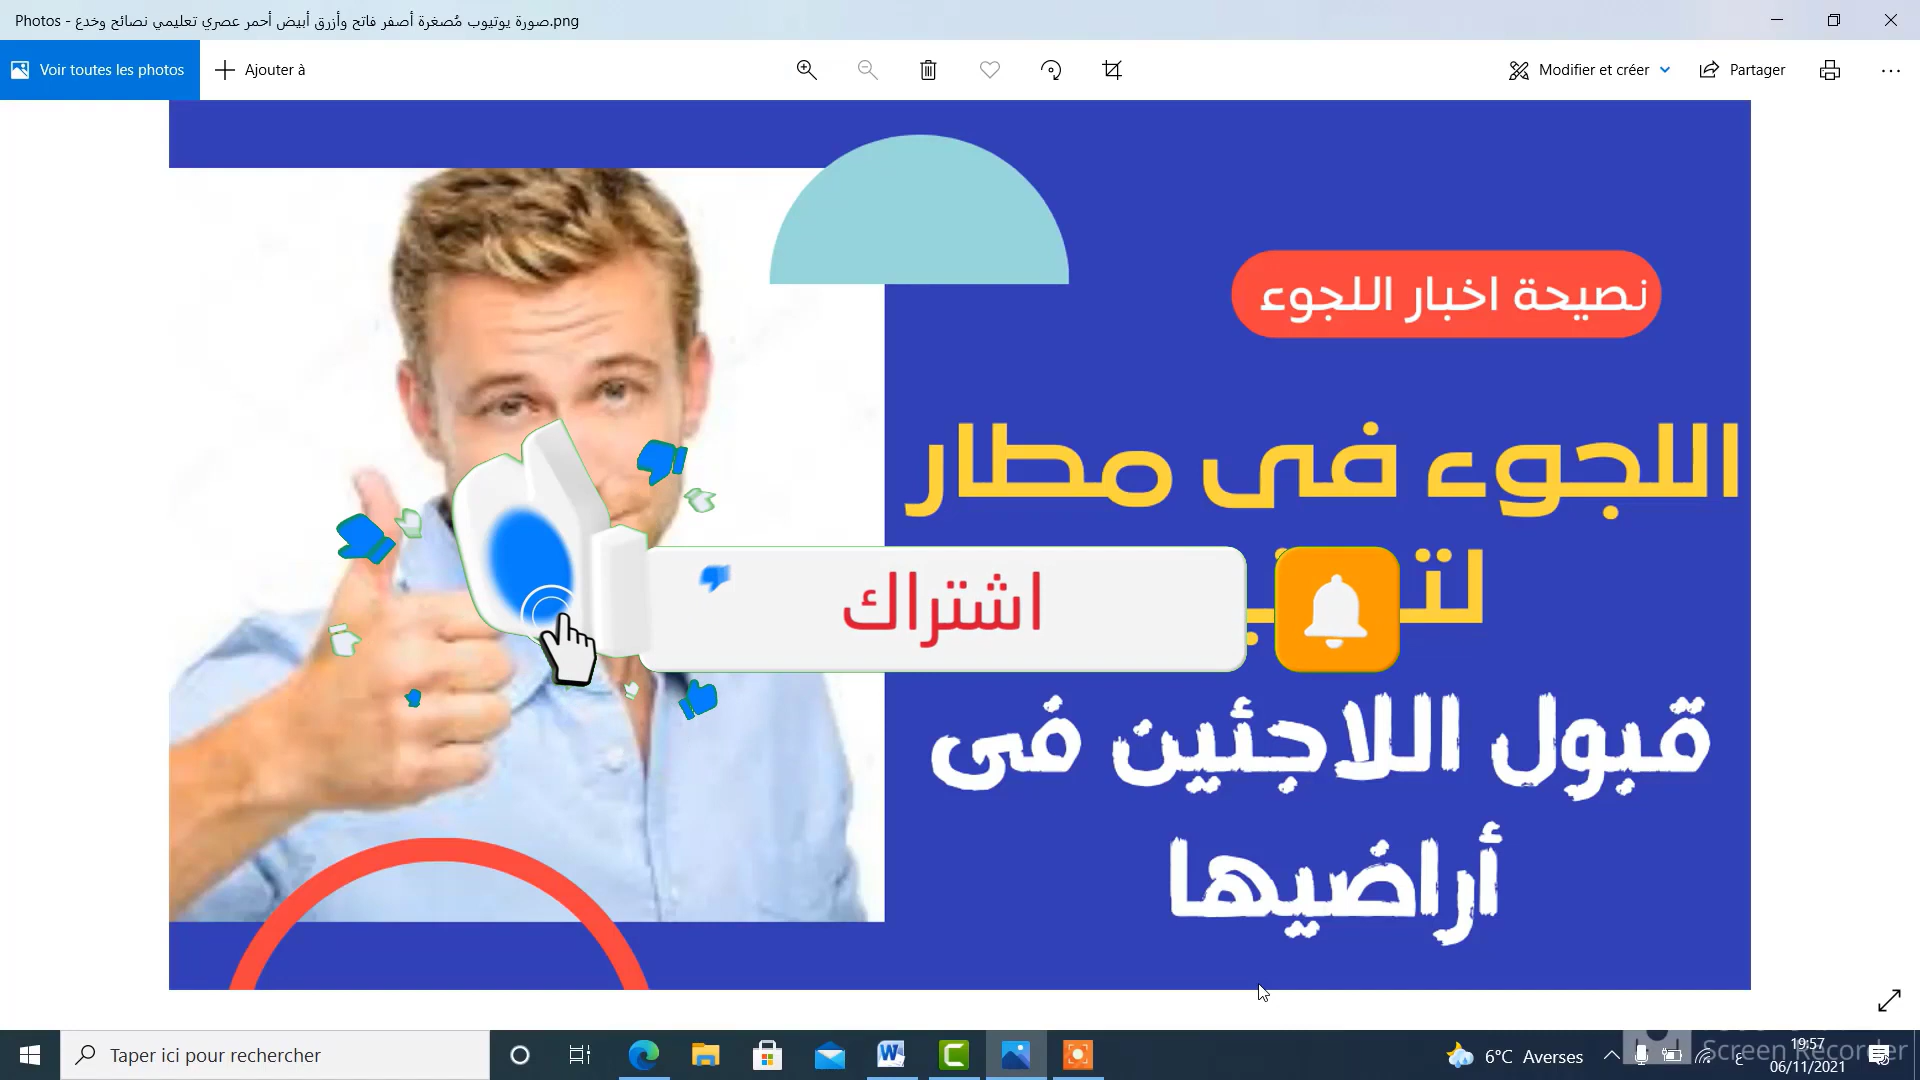 Photos - صورة يوتيوب مُصغرة أصفر فاتح وأزرق أبيض أحمر عصري تعليمي نصائح وخدع.png
Voir toutes les photos
Ajouter à
Modifier et créer
Partager
نصيحة اخبار اللجوء
اللجوء فى مطار
اشتراك
قبول اللاجئين فى
أراضيها
Taper ici pour rechercher
6°C Averses
ع
19:57
06/11/2021
Screen Recorder